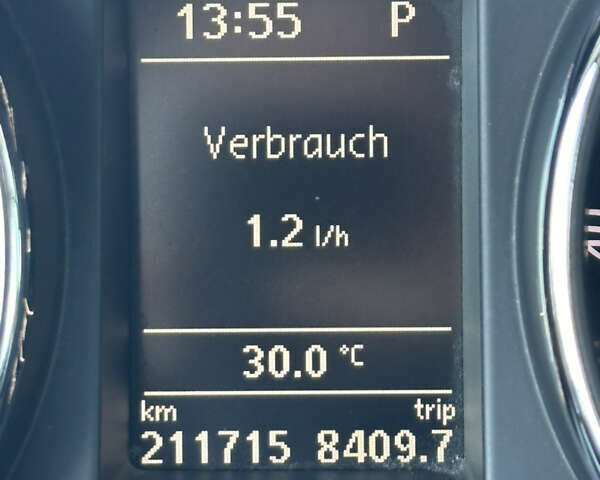 13:55 P
Verbrauch
1.2 l/h
30.0 °C
km trip
211715 8409.7